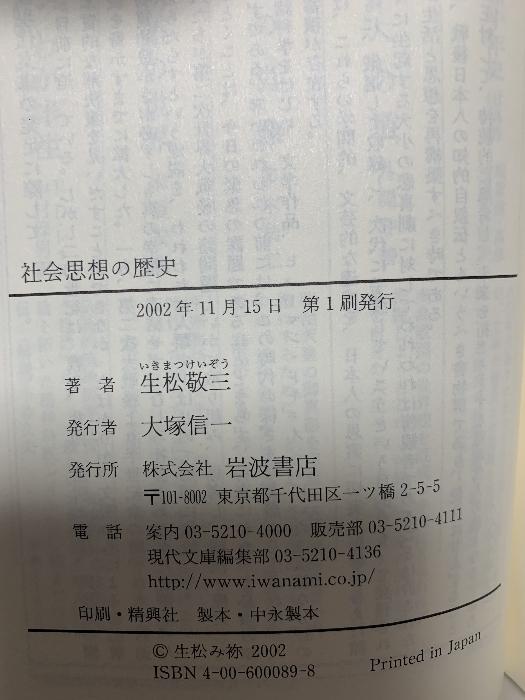 社会思想の歴史
2002年11月15日 第1刷発行
いきまつけいぞう
著者 生松敬三
発行者 大塚信一
発行所 株式会社 岩波書店
〒101-8002 東京都千代田区一ツ橋2-5-5
電話 案内03-5210-4000 販売部03-5210-4111
現代文庫編集部03-5210-4136
http://www.iwanami.co.jp/
印刷・精興社 製本・中永製本
© 生松み祢 2002
ISBN 4-00-600089-8 Printed in Japan